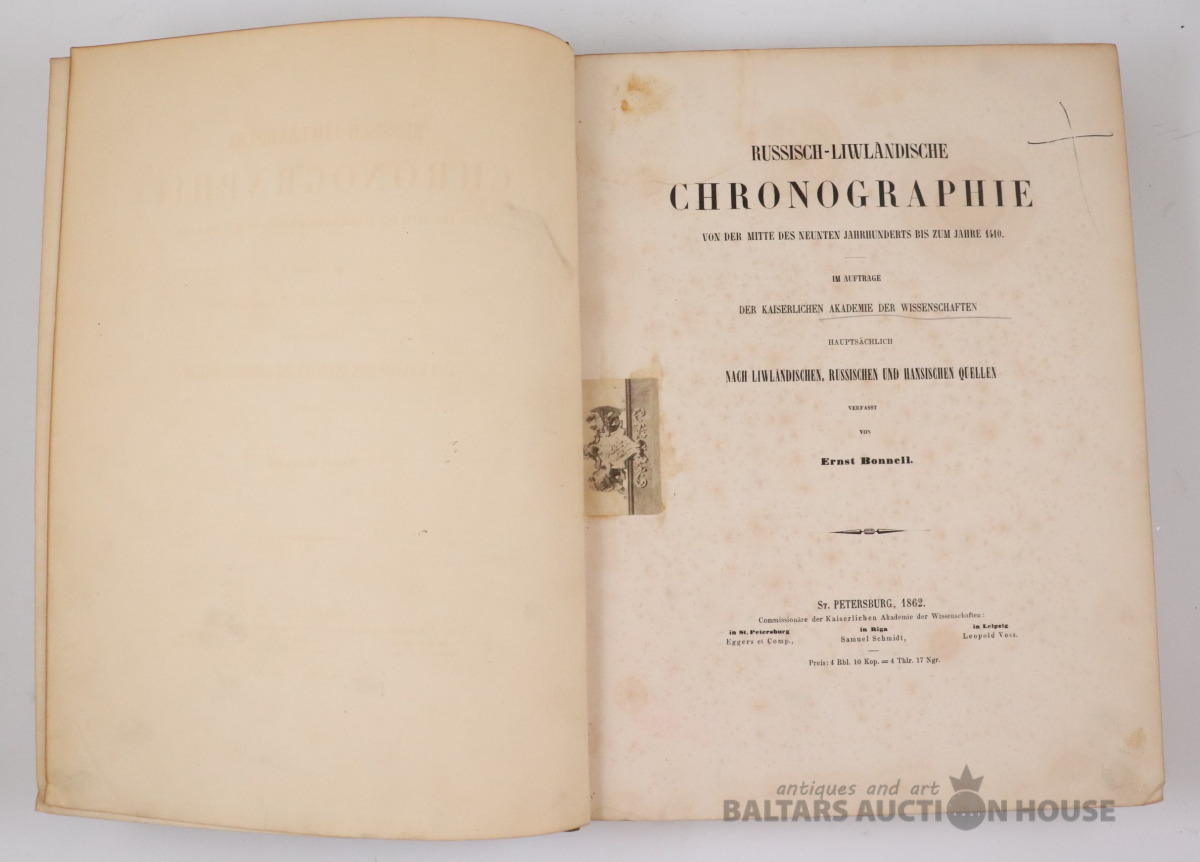 RUSSISCH-LIWLÄNDISCHE
CHRONOGRAPHIE
VON DER MITTE DES NEUNTEN JAHRHUNDERTS BIS ZUM JAHRE 1410.
IM AUFTRAGE
DER KAISERLICHEN AKADEMIE DER WISSENSCHAFTEN
HAUPTSÄCHLICH
NACH LIWLÄNDISCHEN, RUSSISCHEN UND HANSISCHEN QUELLEN
VERFASST
VON
Ernst Bonnell.
ST. PETERSBURG, 1862.
Commissionäre der Kaiserlichen Akademie der Wissenschaften:
in St. Petersburg in Riga in Leipzig
Eggers et Comp., Samuel Schmidt, Leopold Voss.
Preis: 4 Rbl. 10 Kop. = 4 Thlr. 17 Ngr.
antiques and art
BALTARS AUCTION HOUSE